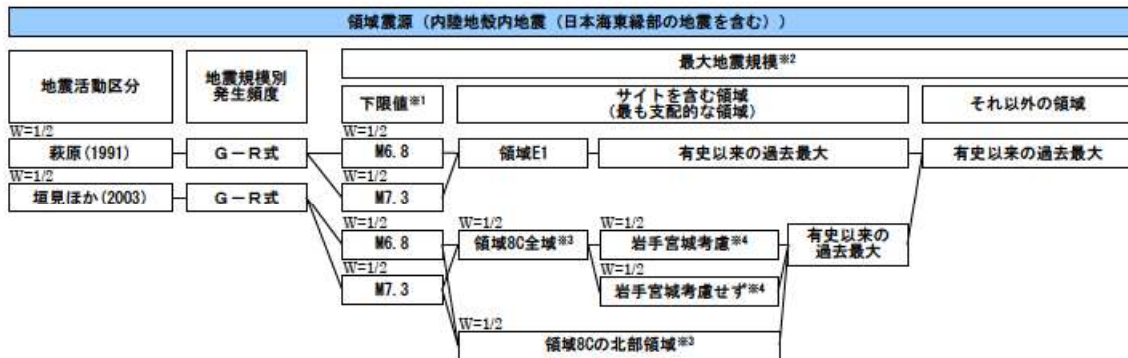 領域震源（内陸地殻内地震（日本海東縁部の地震を含む））
地震活動区分
地震規模別
発生頻度
最大地震規模※2
下限値※1
サイトを含む領域
(最も支配的な領域)
それ以外の領域
W=1/2
萩原(1991)
G－R式
W=1/2
M6.8
領域E1
有史以来の過去最大
有史以来の過去最大
W=1/2
垣見ほか(2003)
G－R式
W=1/2
M7.3
W=1/2
M6.8
W=1/2
領域8C全域※3
W=1/2
岩手宮城考慮※4
有史以来の
過去最大
W=1/2
M7.3
W=1/2
岩手宮城考慮せず※4
W=1/2
領域8Cの北部領域※3